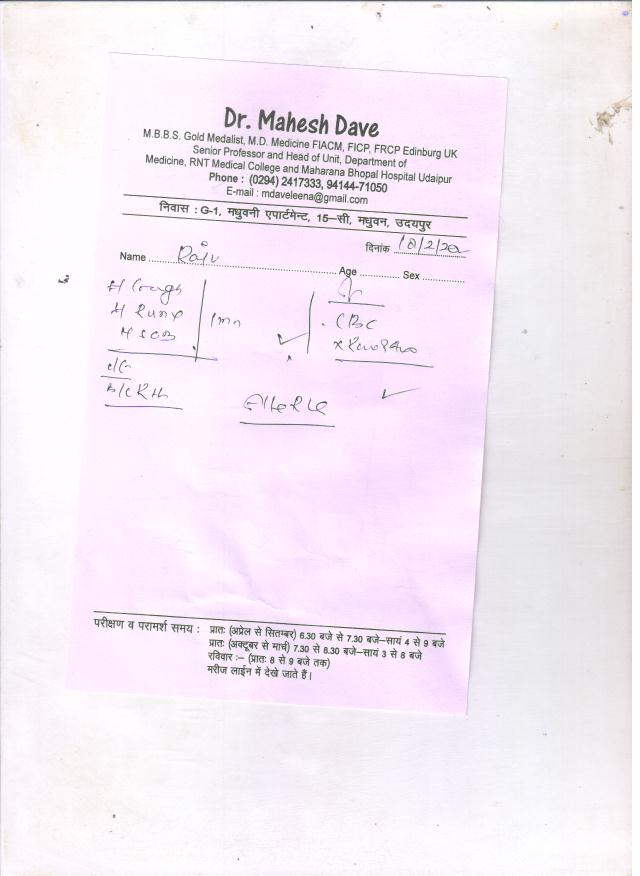 Dr. Mahesh Dave
M.B.B.S. Gold Medalist, M.D. Medicine FIACM, FICP, FRCP Edinburg UK
Senior Professor and Head of Unit, Department of
Medicine, RNT Medical College and Maharana Bhopal Hospital Udaipur
Phone : (0294) 2417333, 94144-71050
E-mail : mdaveleena@gmail.com
निवास : G-1, मधुवनी एपार्टमेन्ट, 15–सी, मधुवन, उदयपुर
दिनांक
Name Raju Age Sex
H Cough
H
H SOB
CBC
परीक्षण व परामर्श समय : प्रातः (अप्रेल से सितम्बर) 6.30 बजे से 7.30 बजे–सायं 4 से 9 बजे
प्रातः (अक्टूबर से मार्च) 7.30 से 8.30 बजे–सायं 3 से 8 बजे
रविवार :– (प्रातः 8 से 9 बजे तक)
मरीज लाईन में देखे जाते हैं।